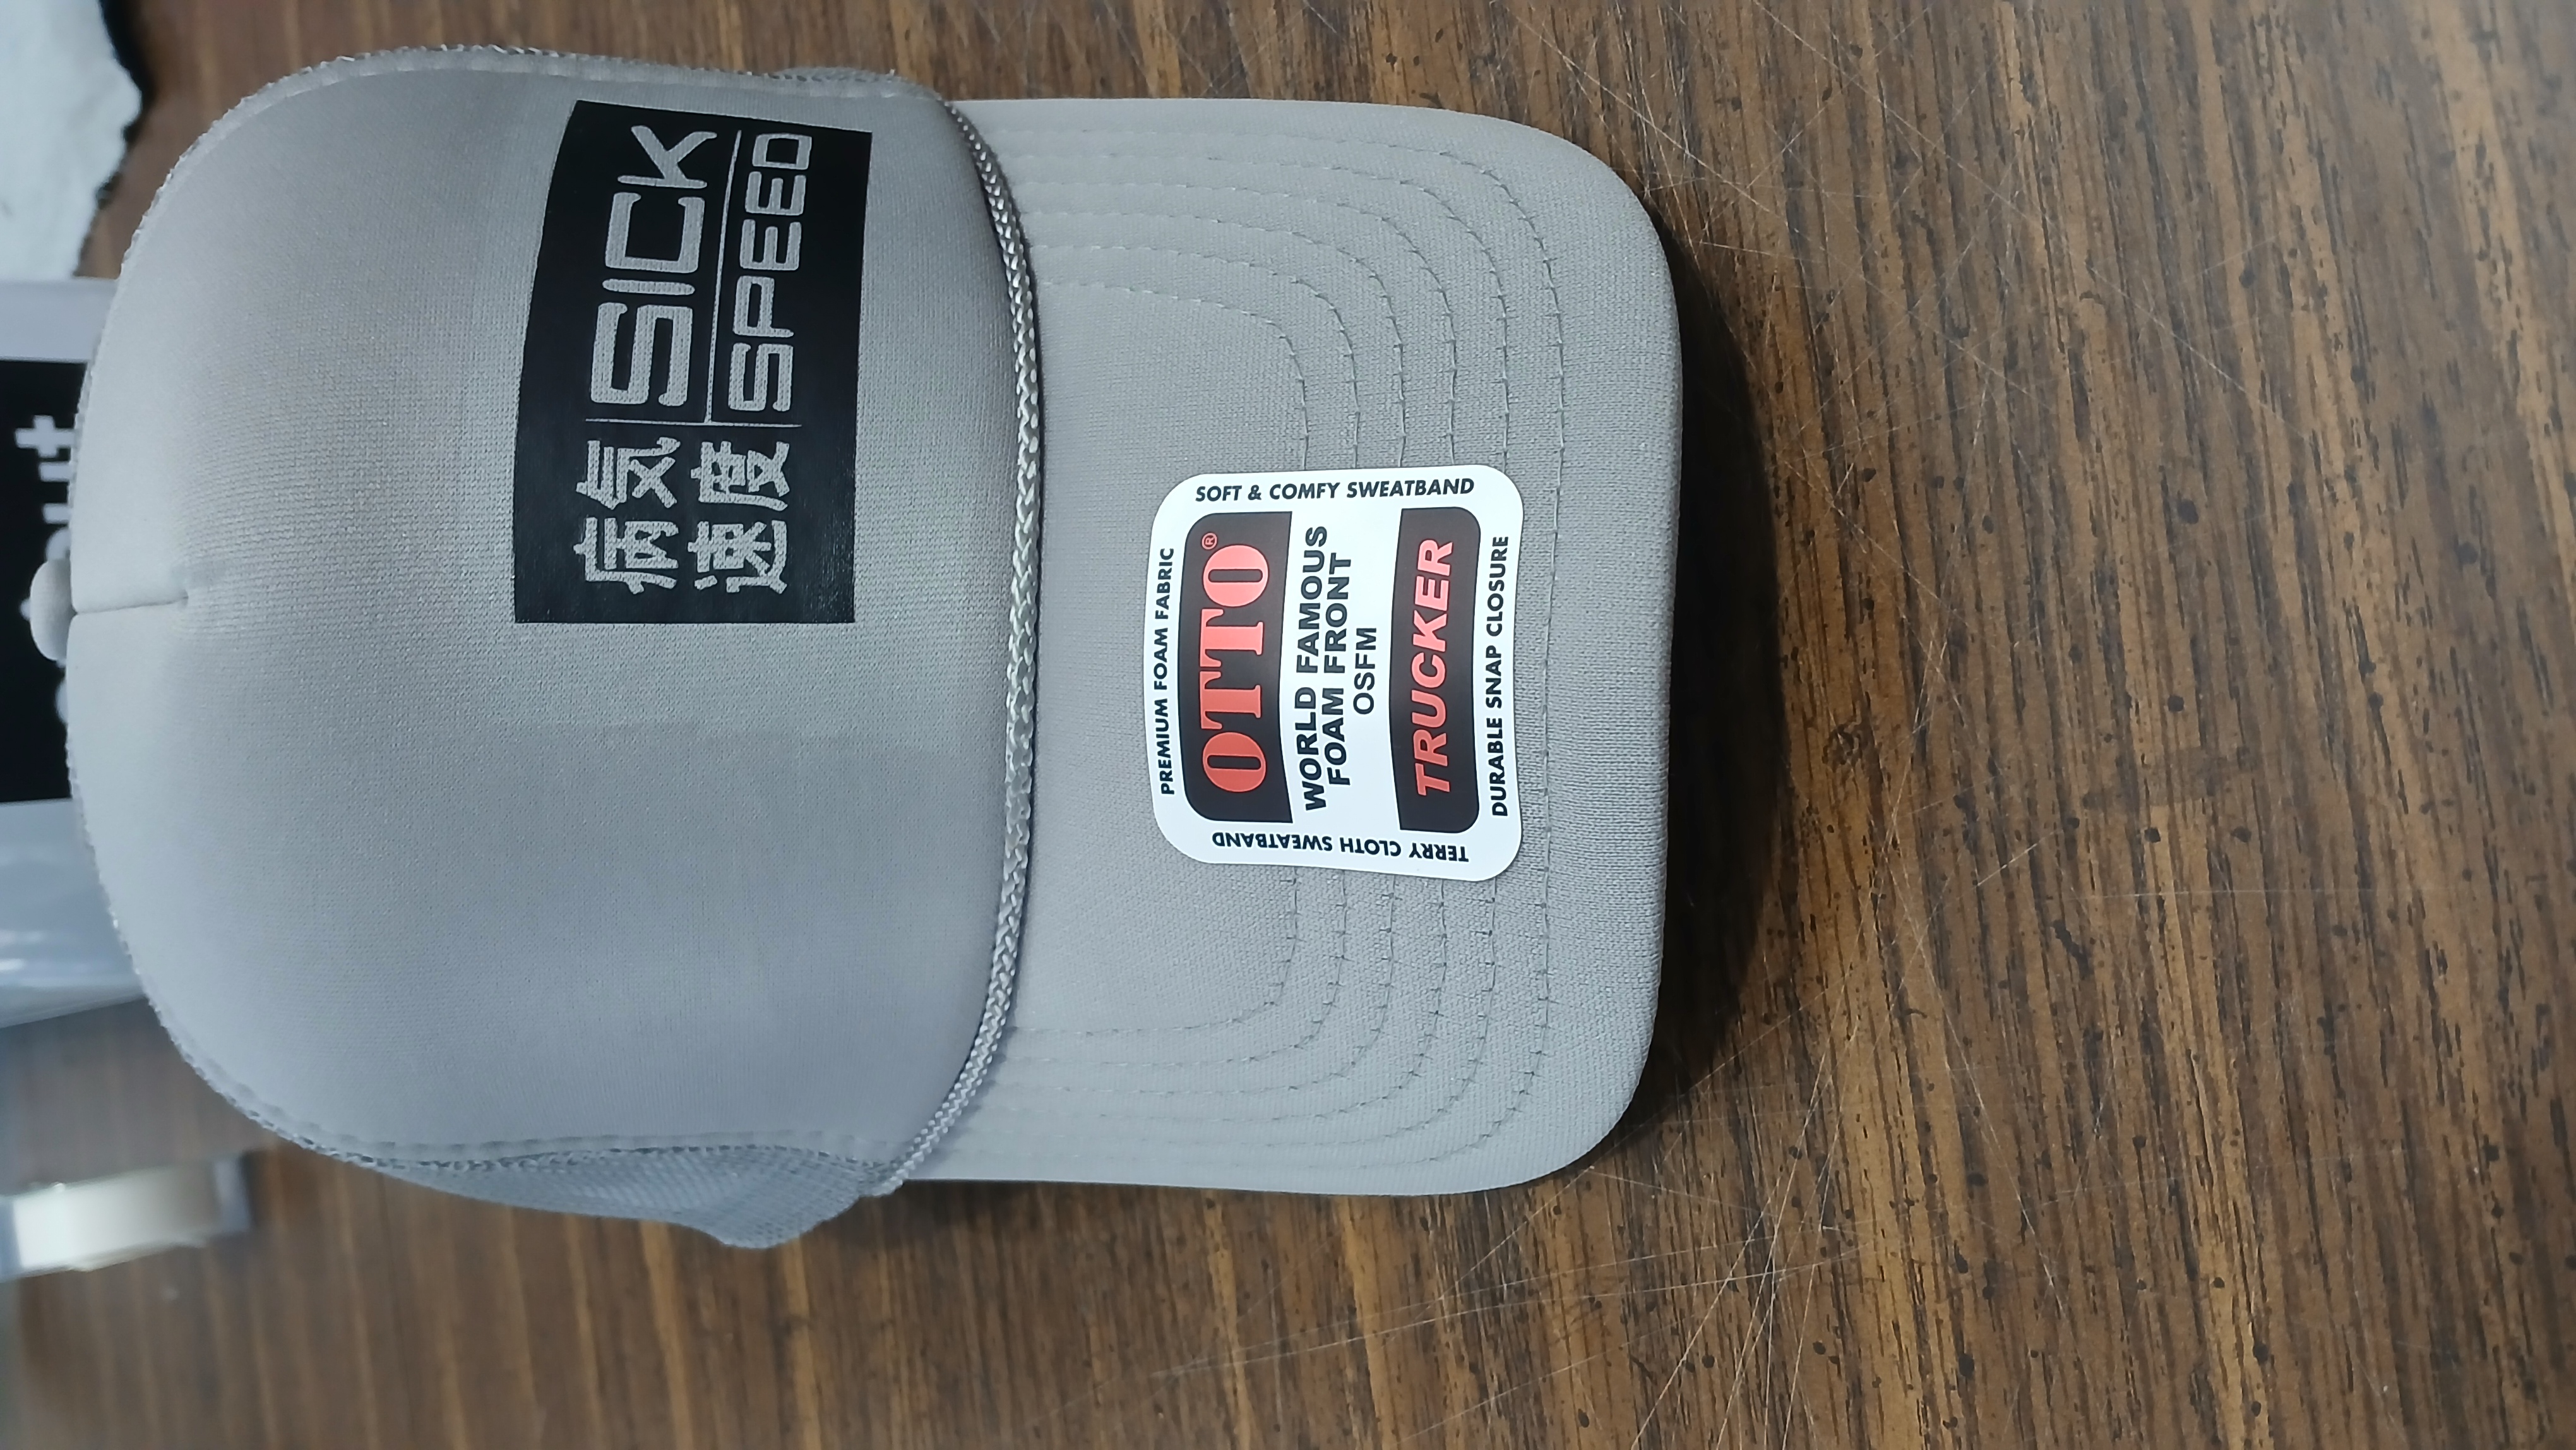 病気
速度
SICK
SPEED
PREMIUM FOAM FABRIC
SOFT & COMFY SWEATBAND
OTTO®
WORLD FAMOUS
FOAM FRONT
OSFM
TRUCKER
DURABLE SNAP CLOSURE
TERRY CLOTH SWEATBAND